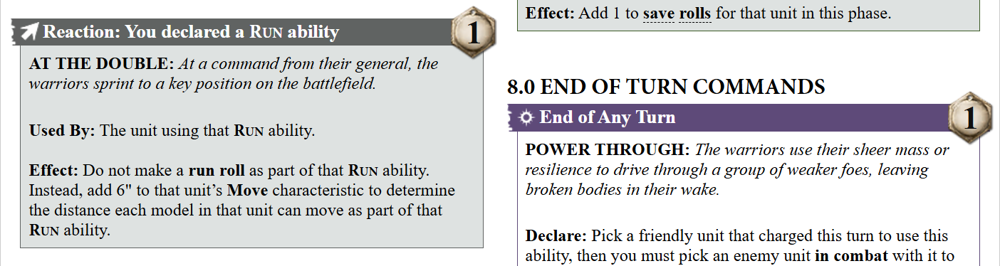 Reaction: You declared a RUN ability
1
AT THE DOUBLE: At a command from their general, the
warriors sprint to a key position on the battlefield.
Used By: The unit using that RUN ability.
Effect: Do not make a run roll as part of that RUN ability.
Instead, add 6" to that unit’s Move characteristic to determine
the distance each model in that unit can move as part of that
RUN ability.
Effect: Add 1 to save rolls for that unit in this phase.
8.0 END OF TURN COMMANDS
End of Any Turn
1
POWER THROUGH: The warriors use their sheer mass or
resilience to drive through a group of weaker foes, leaving
broken bodies in their wake.
Declare: Pick a friendly unit that charged this turn to use this
ability, then you must pick an enemy unit in combat with it to